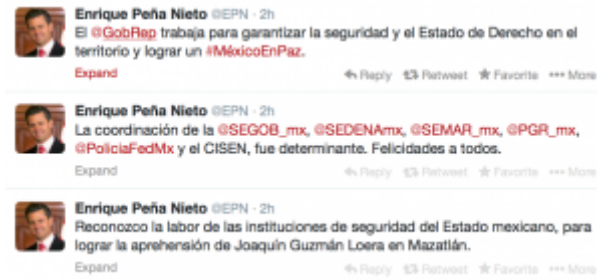 Enrique Peña Nieto @EPN · 2h
El @GobRep trabaja para garantizar la seguridad y el Estado de Derecho en el
territorio y lograr un #MéxicoEnPaz.
Expand
Reply Retweet Favorite More
Enrique Peña Nieto @EPN · 2h
La coordinación de la @SEGOB_mx, @SEDENAmx, @SEMAR_mx, @PGR_mx,
@PoliciaFedMx y el CISEN, fue determinante. Felicidades a todos.
Expand
Reply Retweet Favorite More
Enrique Peña Nieto @EPN · 2h
Reconozco la labor de las instituciones de seguridad del Estado mexicano, para
lograr la aprehensión de Joaquín Guzmán Loera en Mazatlán.
Expand
Reply Retweet Favorite More